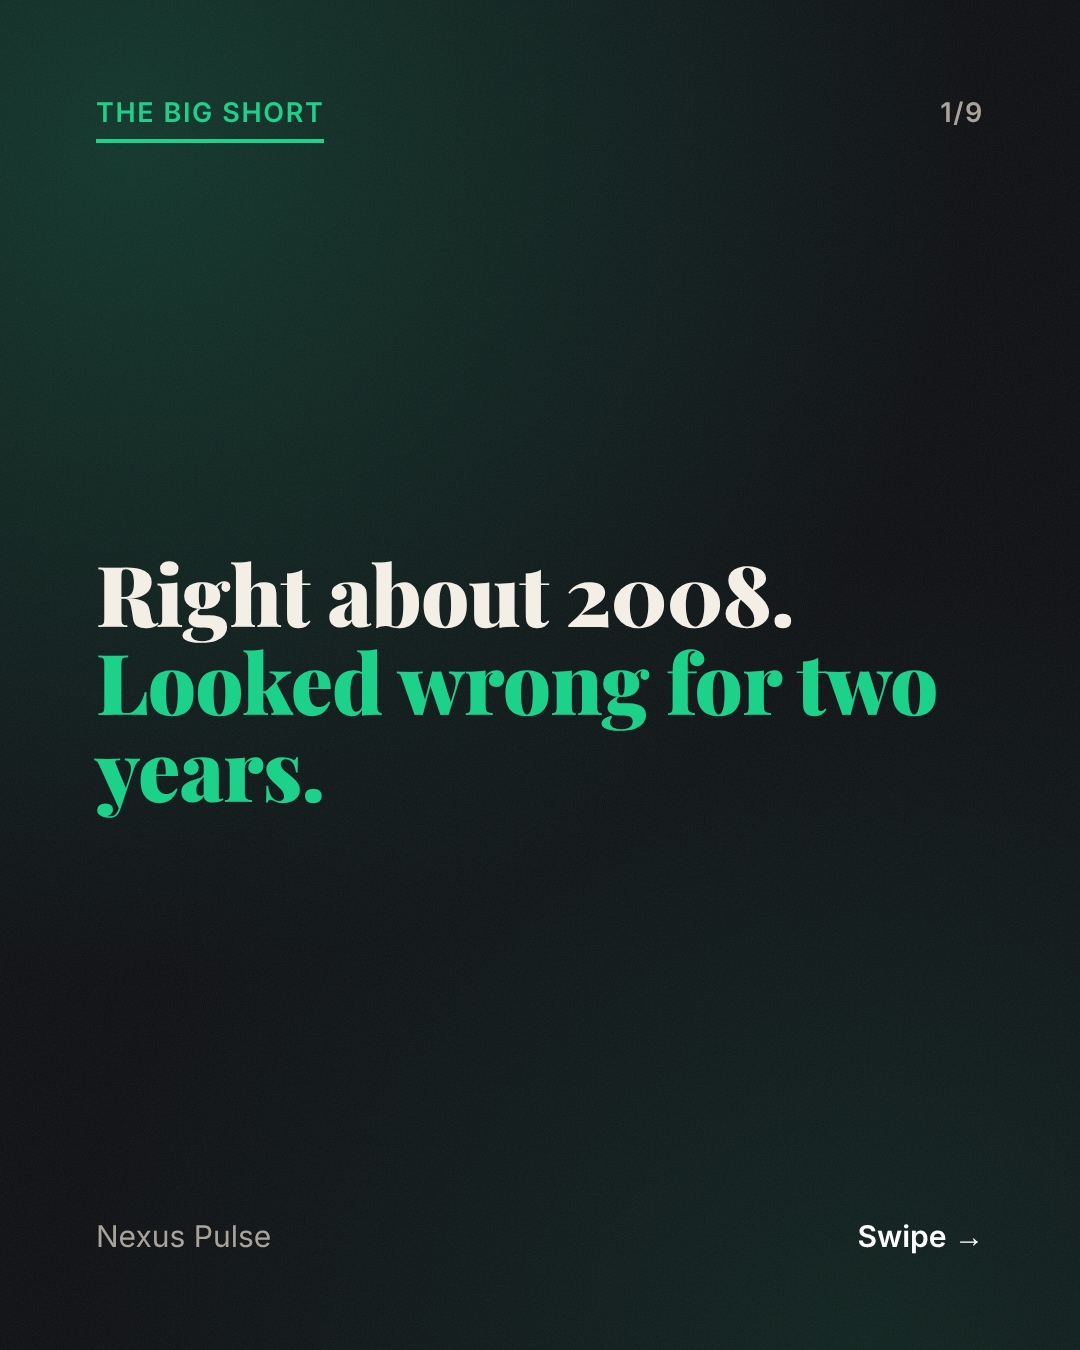 THE BIG SHORT
1/9
Right about 2008.
Looked wrong for two
years.
Nexus Pulse
Swipe →